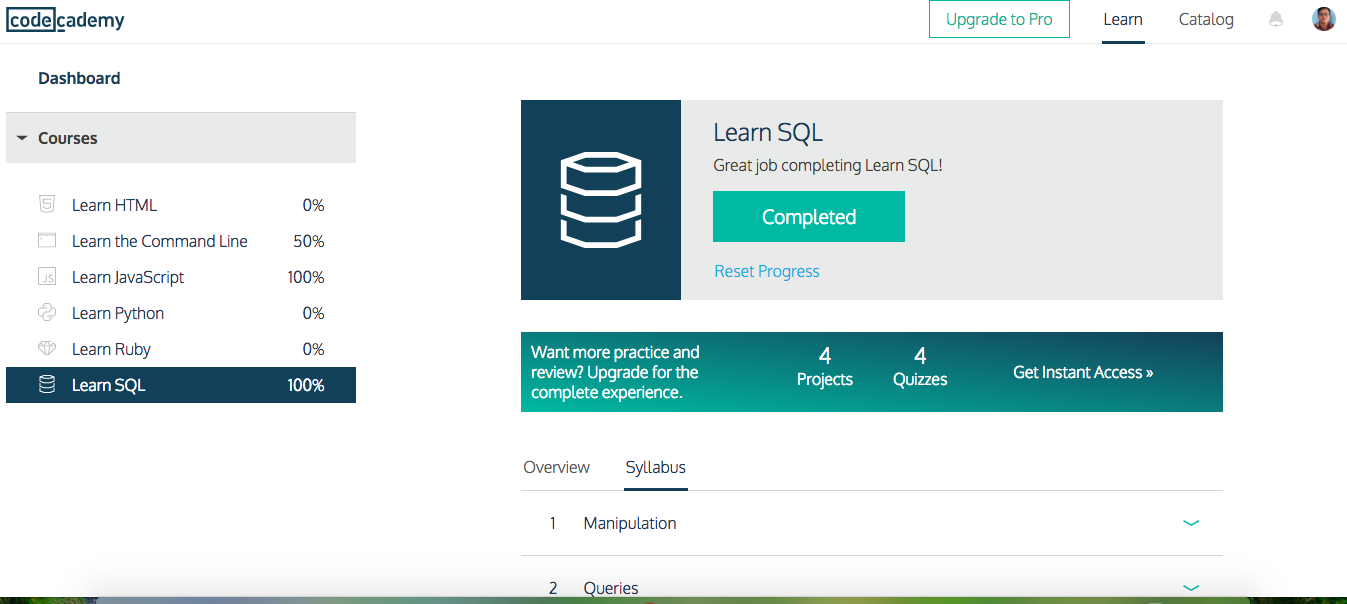 codecademy
Upgrade to Pro
Learn
Catalog
Dashboard
Courses
Learn HTML 0%
Learn the Command Line 50%
JS Learn JavaScript 100%
Learn Python 0%
Learn Ruby 0%
Learn SQL 100%
Learn SQL
Great job completing Learn SQL!
Completed
Reset Progress
Want more practice and
review? Upgrade for the
complete experience.
4
Projects
4
Quizzes
Get Instant Access »
Overview
Syllabus
1 Manipulation
2 Queries